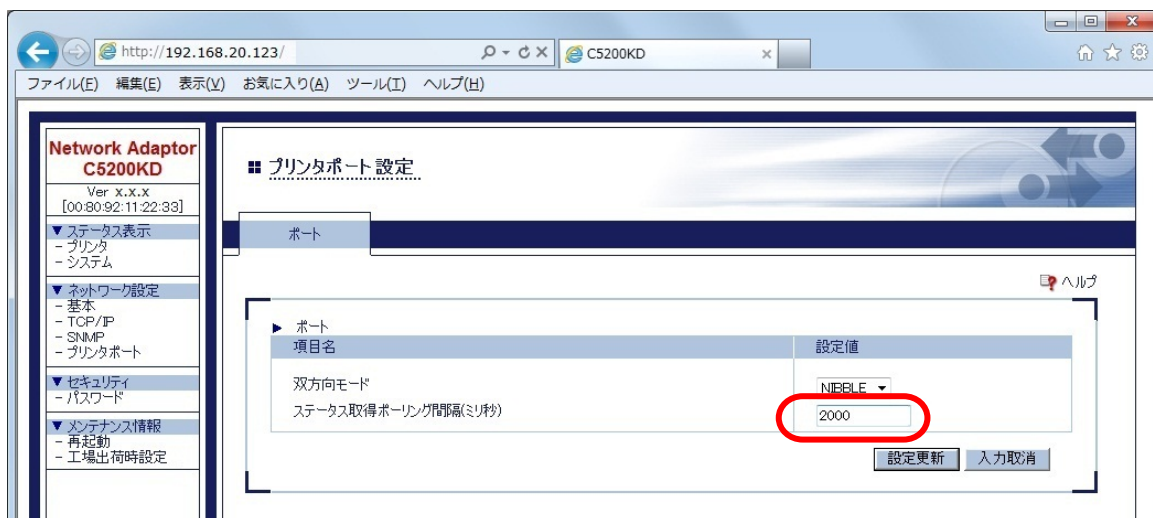 http://192.168.20.123/
C5200KD
ファイル(F) 編集(E) 表示(V) お気に入り(A) ツール(T) ヘルプ(H)
Network Adaptor
C5200KD
Ver x.x.x
[00:80:92:11:22:33]
▼ステータス表示
- プリンタ
- システム
▼ネットワーク設定
- 基本
- TCP/IP
- SNMP
- プリンタポート
▼セキュリティ
- パスワード
▼メンテナンス情報
- 再起動
- 工場出荷時設定
プリンタポート設定
ポート
ヘルプ
ポート
項目名 設定値
双方向モード NIBBLE
ステータス取得ポーリング間隔(ミリ秒) 2000
設定更新 入力取消